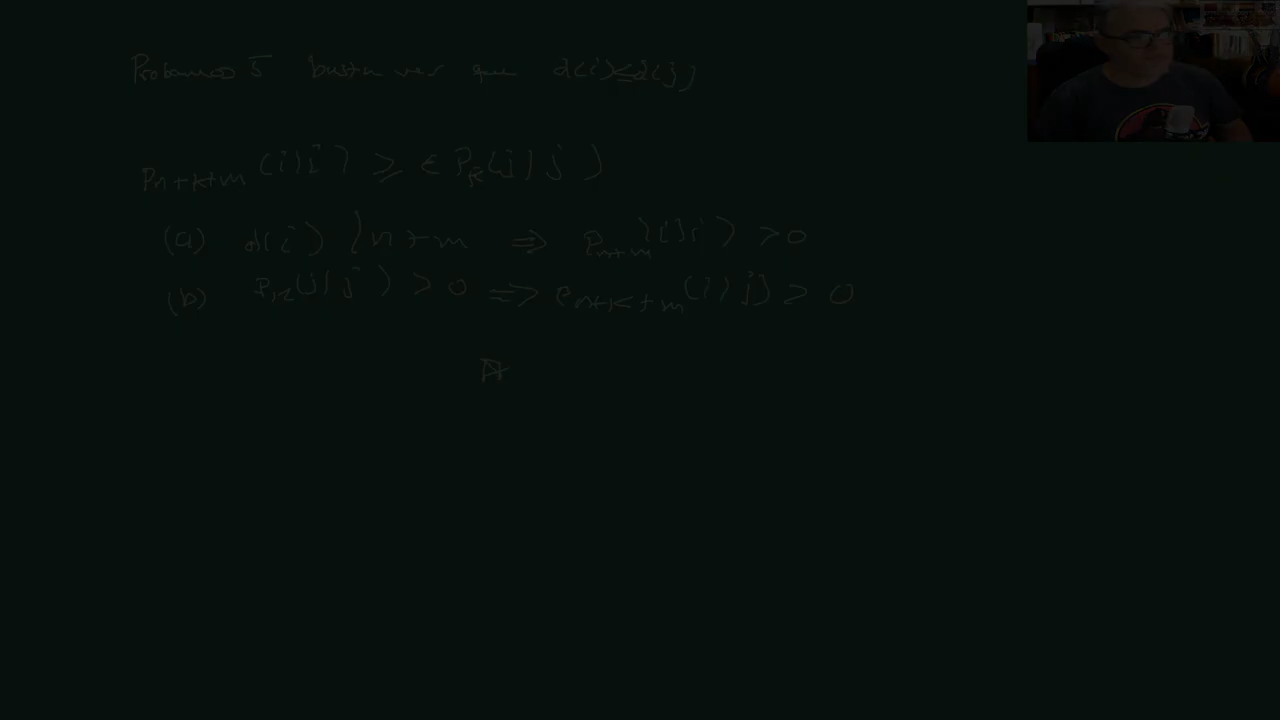 Probamos 5 basta ver que d(i)≤d(j)
P_{n+k+m}(i|i) ≥ ε P_k(j|j)
(a) d(i) | n+m ⇒ P_{n+m}(i|i) > 0
(b) P_k(j|j) > 0 ⇒ P_{n+k+m}(i|j) > 0